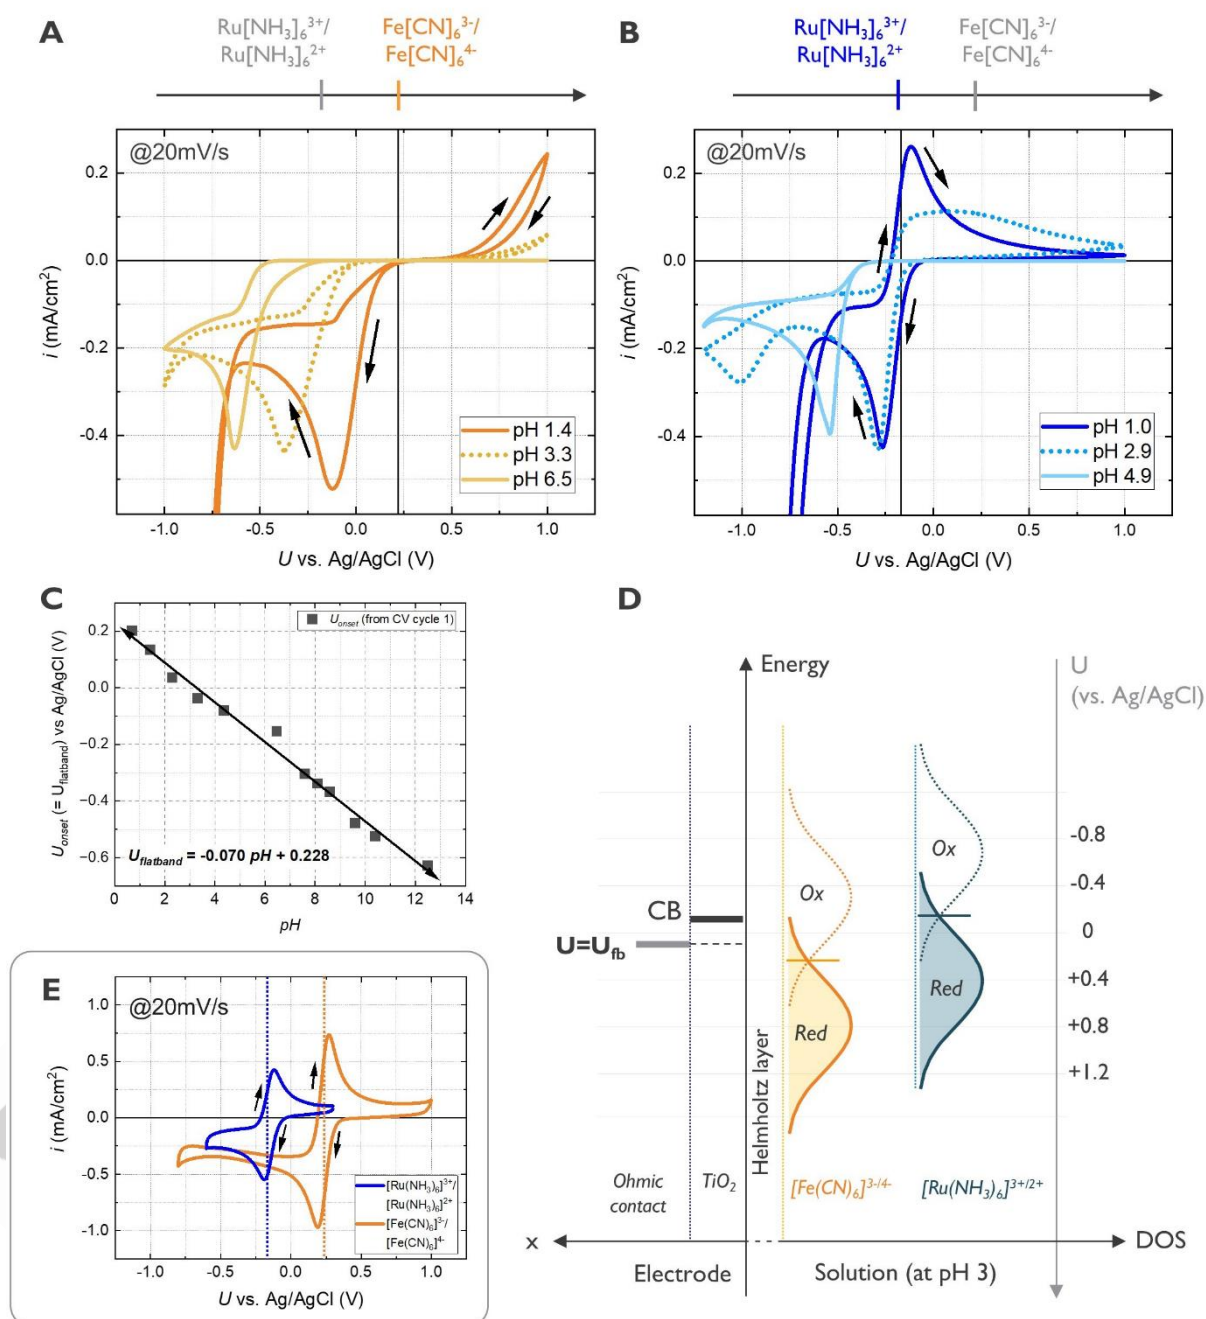 A
Ru[NH3]6 3+/
Ru[NH3]6 2+
Fe[CN]6 3-/
Fe[CN]6 4-
@20mV/s
0.2
0.0
-0.2
-0.4
i (mA/cm2)
pH 1.4
pH 3.3
pH 6.5
-1.0 -0.5 0.0 0.5 1.0
U vs. Ag/AgCl (V)
B
Ru[NH3]6 3+/
Ru[NH3]6 2+
Fe[CN]6 3-/
Fe[CN]6 4-
@20mV/s
0.2
0.0
-0.2
-0.4
i (mA/cm2)
pH 1.0
pH 2.9
pH 4.9
-1.0 -0.5 0.0 0.5 1.0
U vs. Ag/AgCl (V)
C
Uonset (from CV cycle 1)
0.2
0.0
−0.2
−0.4
−0.6
Uonset (= Uflatband) vs Ag/AgCl (V)
Uflatband = -0.070 pH + 0.228
0 2 4 6 8 10 12 14
pH
D
Energy
U
(vs. Ag/AgCl)
-0.8
-0.4
0
+0.4
+0.8
+1.2
CB
U=Ufb
Ox
Red
Ox
Red
Helmholtz layer
Ohmic
contact
TiO2
[Fe(CN)6]3-/4-
[Ru(NH3)6]3+/2+
x
DOS
Electrode
Solution (at pH 3)
E
@20mV/s
1.0
0.5
0.0
-0.5
-1.0
i (mA/cm2)
[Ru(NH3)6]3+/
[Ru(NH3)6]2+
[Fe(CN)6]3-/
[Fe(CN)6]4-
-1.0 -0.5 0.0 0.5 1.0
U vs. Ag/AgCl (V)